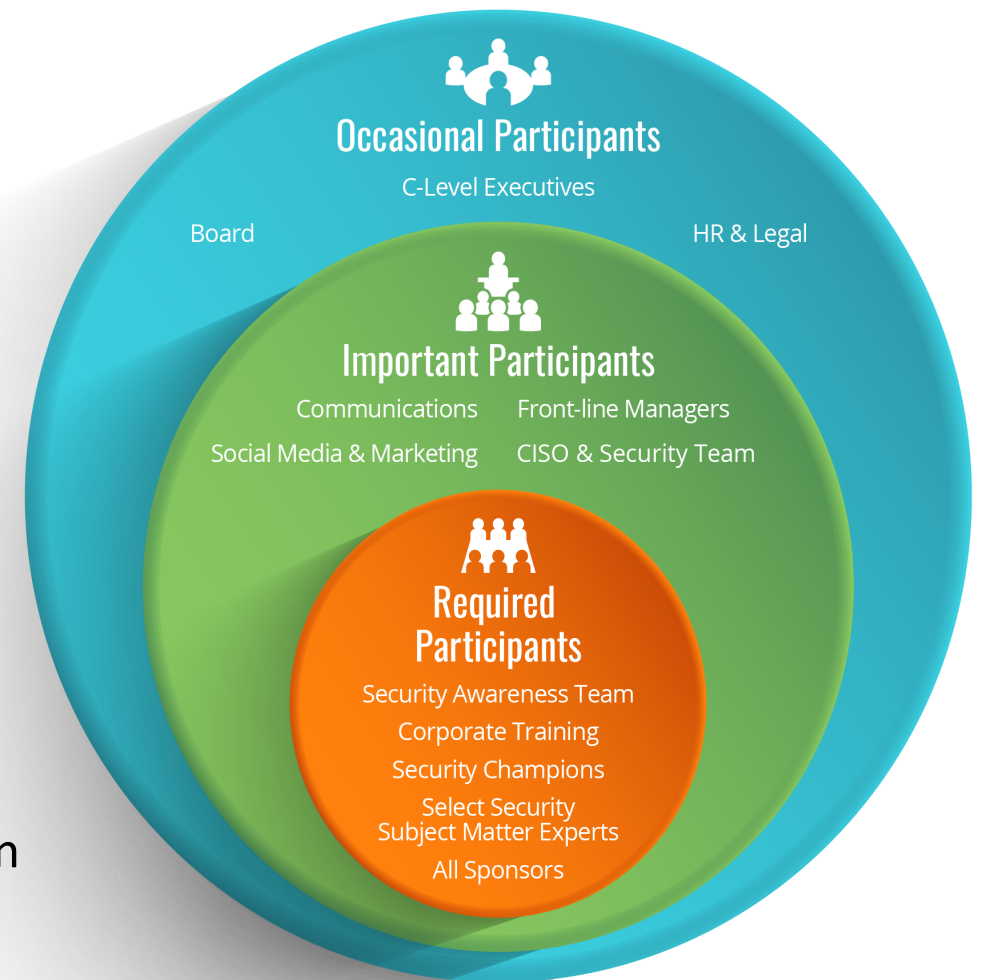 Occasional Participants
C-Level Executives
Board
HR & Legal
Important Participants
Communications
Front-line Managers
Social Media & Marketing
CISO & Security Team
Required
Participants
Security Awareness Team
Corporate Training
Security Champions
Select Security
Subject Matter Experts
All Sponsors